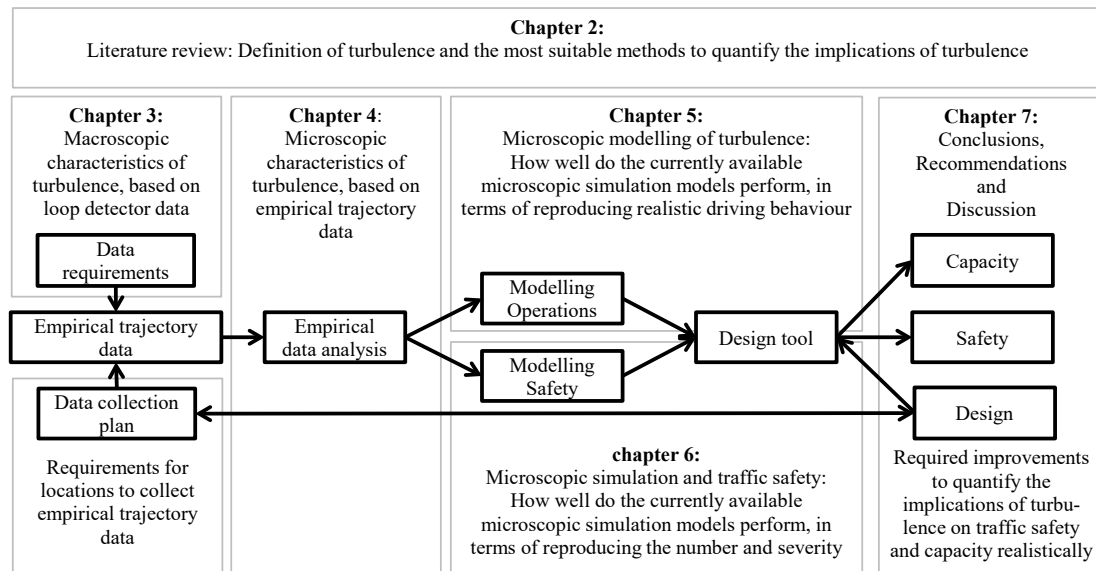 Chapter 2:
Literature review: Definition of turbulence and the most suitable methods to quantify the implications of turbulence
Chapter 3:
Macroscopic
characteristics of
turbulence, based on
loop detector data
Data
requirements
Empirical trajectory
data
Data collection
plan
Requirements for
locations to collect
empirical trajectory
data
Chapter 4:
Microscopic
characteristics of
turbulence, based on
empirical trajectory
data
Empirical
data analysis
Chapter 5:
Microscopic modelling of turbulence:
How well do the currently available
microscopic simulation models perform, in
terms of reproducing realistic driving behaviour
Modelling
Operations
Modelling
Safety
Design tool
chapter 6:
Microscopic simulation and traffic safety:
How well do the currently available
microscopic simulation models perform, in
terms of reproducing the number and severity
Chapter 7:
Conclusions,
Recommendations
and
Discussion
Capacity
Safety
Design
Required improvements
to quantify the
implications of turbu-
lence on traffic safety
and capacity realistically